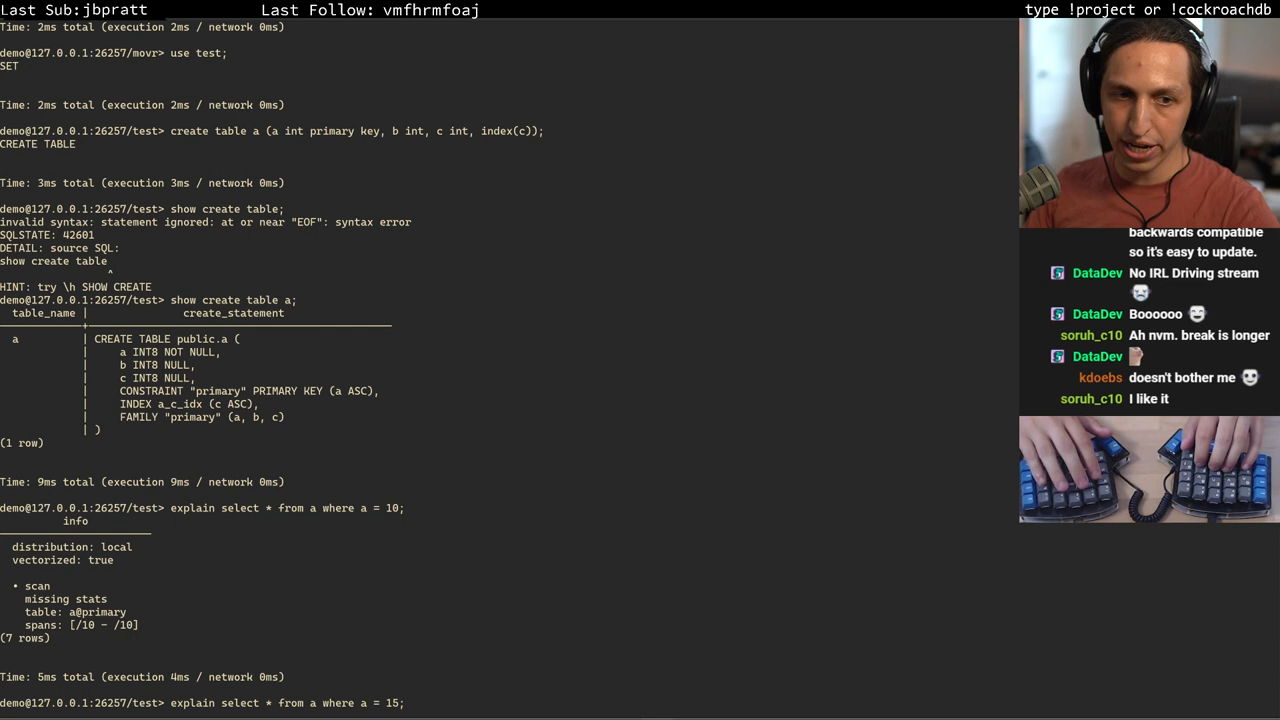 Last Sub:jbpratt
Last Follow: vmfhrmfoaj
type !project or !cockroachdb
Time: 2ms total (execution 2ms / network 0ms)
demo@127.0.0.1:26257/movr> use test;
SET
Time: 2ms total (execution 2ms / network 0ms)
demo@127.0.0.1:26257/test> create table a (a int primary key, b int, c int, index(c));
CREATE TABLE
Time: 3ms total (execution 3ms / network 0ms)
demo@127.0.0.1:26257/test> show create table;
invalid syntax: statement ignored: at or near "EOF": syntax error
SQLSTATE: 42601
DETAIL: source SQL:
show create table
^
HINT: try \h SHOW CREATE
demo@127.0.0.1:26257/test> show create table a;
table_name | create_statement
a | CREATE TABLE public.a (
| a INT8 NOT NULL,
| b INT8 NULL,
| c INT8 NULL,
| CONSTRAINT "primary" PRIMARY KEY (a ASC),
| INDEX a_c_idx (c ASC),
| FAMILY "primary" (a, b, c)
| )
(1 row)
Time: 9ms total (execution 9ms / network 0ms)
demo@127.0.0.1:26257/test> explain select * from a where a = 10;
info
distribution: local
vectorized: true
• scan
missing stats
table: a@primary
spans: [/10 - /10]
(7 rows)
Time: 5ms total (execution 4ms / network 0ms)
demo@127.0.0.1:26257/test> explain select * from a where a = 15;
backwards compatible
so it's easy to update.
DataDev No IRL Driving stream
DataDev Boooooo
soruh_c10 Ah nvm. break is longer
DataDev
kdoebs doesn't bother me
soruh_c10 I like it